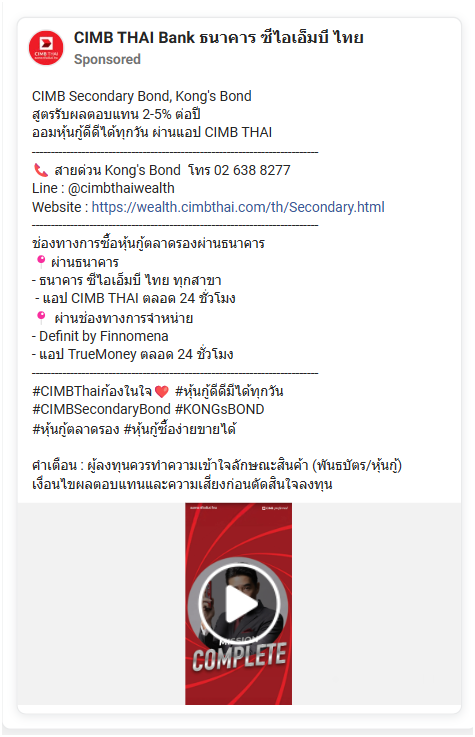 CIMB THAI Bank ธนาคาร ซีไอเอ็มบี ไทย
Sponsored
CIMB THAI
CIMB Secondary Bond, Kong's Bond
สูตรรับผลตอบแทน 2-5% ต่อปี
ออมหุ้นกู้ดีดีได้ทุกวัน ผ่านแอป CIMB THAI
----------------------------------------------------------------------
📞 สายด่วน Kong's Bond โทร 02 638 8277
Line : @cimbthaiwealth
Website : https://wealth.cimbthai.com/th/Secondary.html
----------------------------------------------------------------------
ช่องทางการซื้อหุ้นกู้ตลาดรองผ่านธนาคาร
📍ผ่านธนาคาร
- ธนาคาร ซีไอเอ็มบี ไทย ทุกสาขา
- แอป CIMB THAI ตลอด 24 ชั่วโมง
📍 ผ่านช่องทางการจำหน่าย
- Definit by Finnomena
- แอป TrueMoney ตลอด 24 ชั่วโมง
----------------------------------------------------------------------
#CIMBThaiก้องในใจ❤️ #หุ้นกู้ดีดีมีได้ทุกวัน
#CIMBSecondaryBond #KONGsBOND
#หุ้นกู้ตลาดรอง #หุ้นกู้ซื้อง่ายขายได้
คำเตือน : ผู้ลงทุนควรทำความเข้าใจลักษณะสินค้า (พันธบัตร/หุ้นกู้)
เงื่อนไขผลตอบแทนและความเสี่ยงก่อนตัดสินใจลงทุน
MISSION
COMPLETE